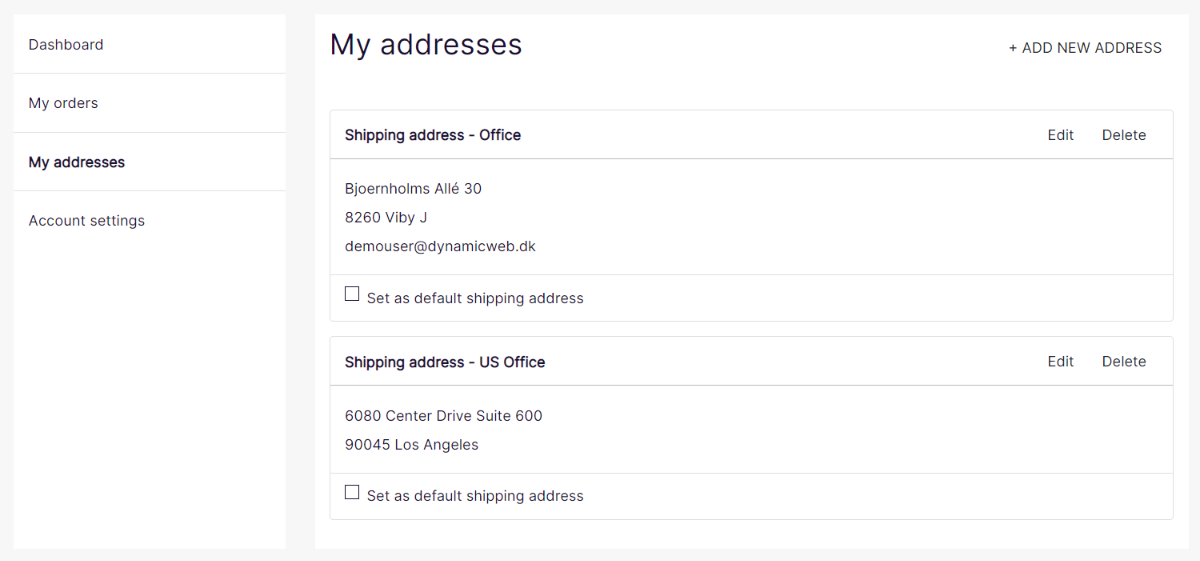 Dashboard
My orders
My addresses
Account settings
My addresses
+ ADD NEW ADDRESS
Shipping address - Office
Edit
Delete
Bjoernholms Allé 30
8260 Viby J
demouser@dynamicweb.dk
Set as default shipping address
Shipping address - US Office
Edit
Delete
6080 Center Drive Suite 600
90045 Los Angeles
Set as default shipping address